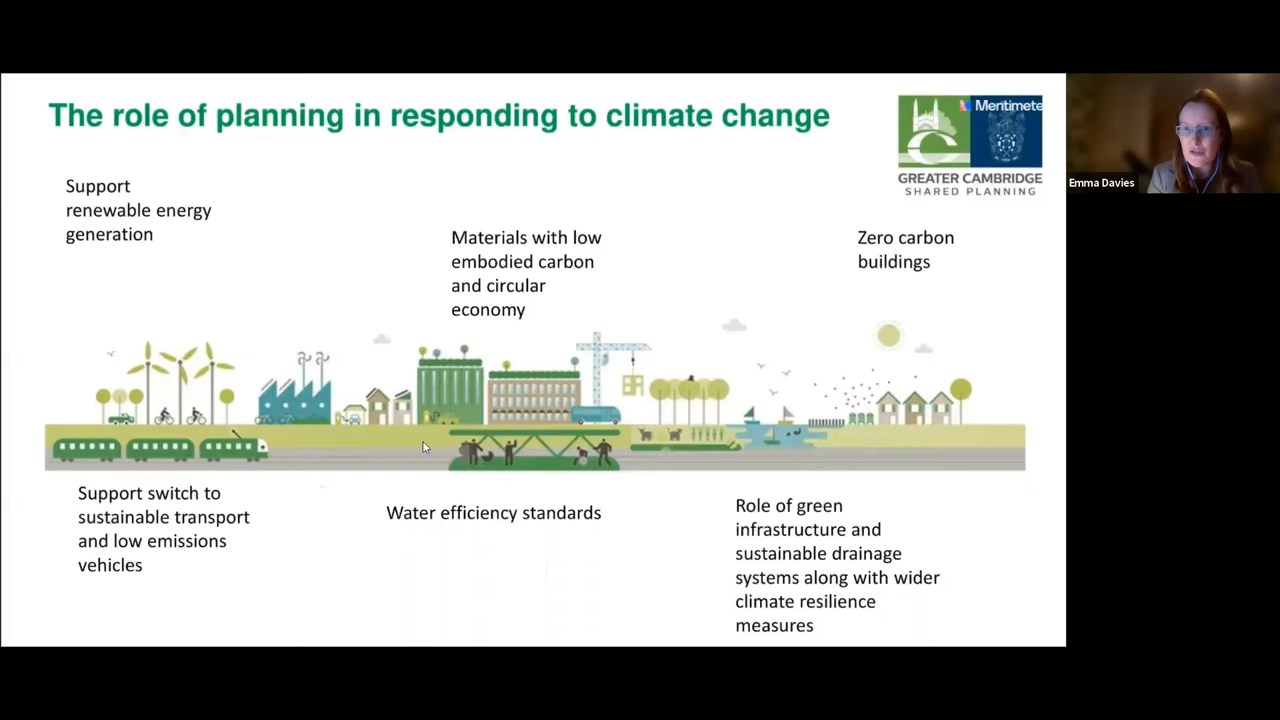 The role of planning in responding to climate change
Mentimete
GREATER CAMBRIDGE
SHARED PLANNING
Emma Davies
Support
renewable energy
generation
Materials with low
embodied carbon
and circular
economy
Zero carbon
buildings
Support switch to
sustainable transport
and low emissions
vehicles
Water efficiency standards
Role of green
infrastructure and
sustainable drainage
systems along with wider
climate resilience
measures